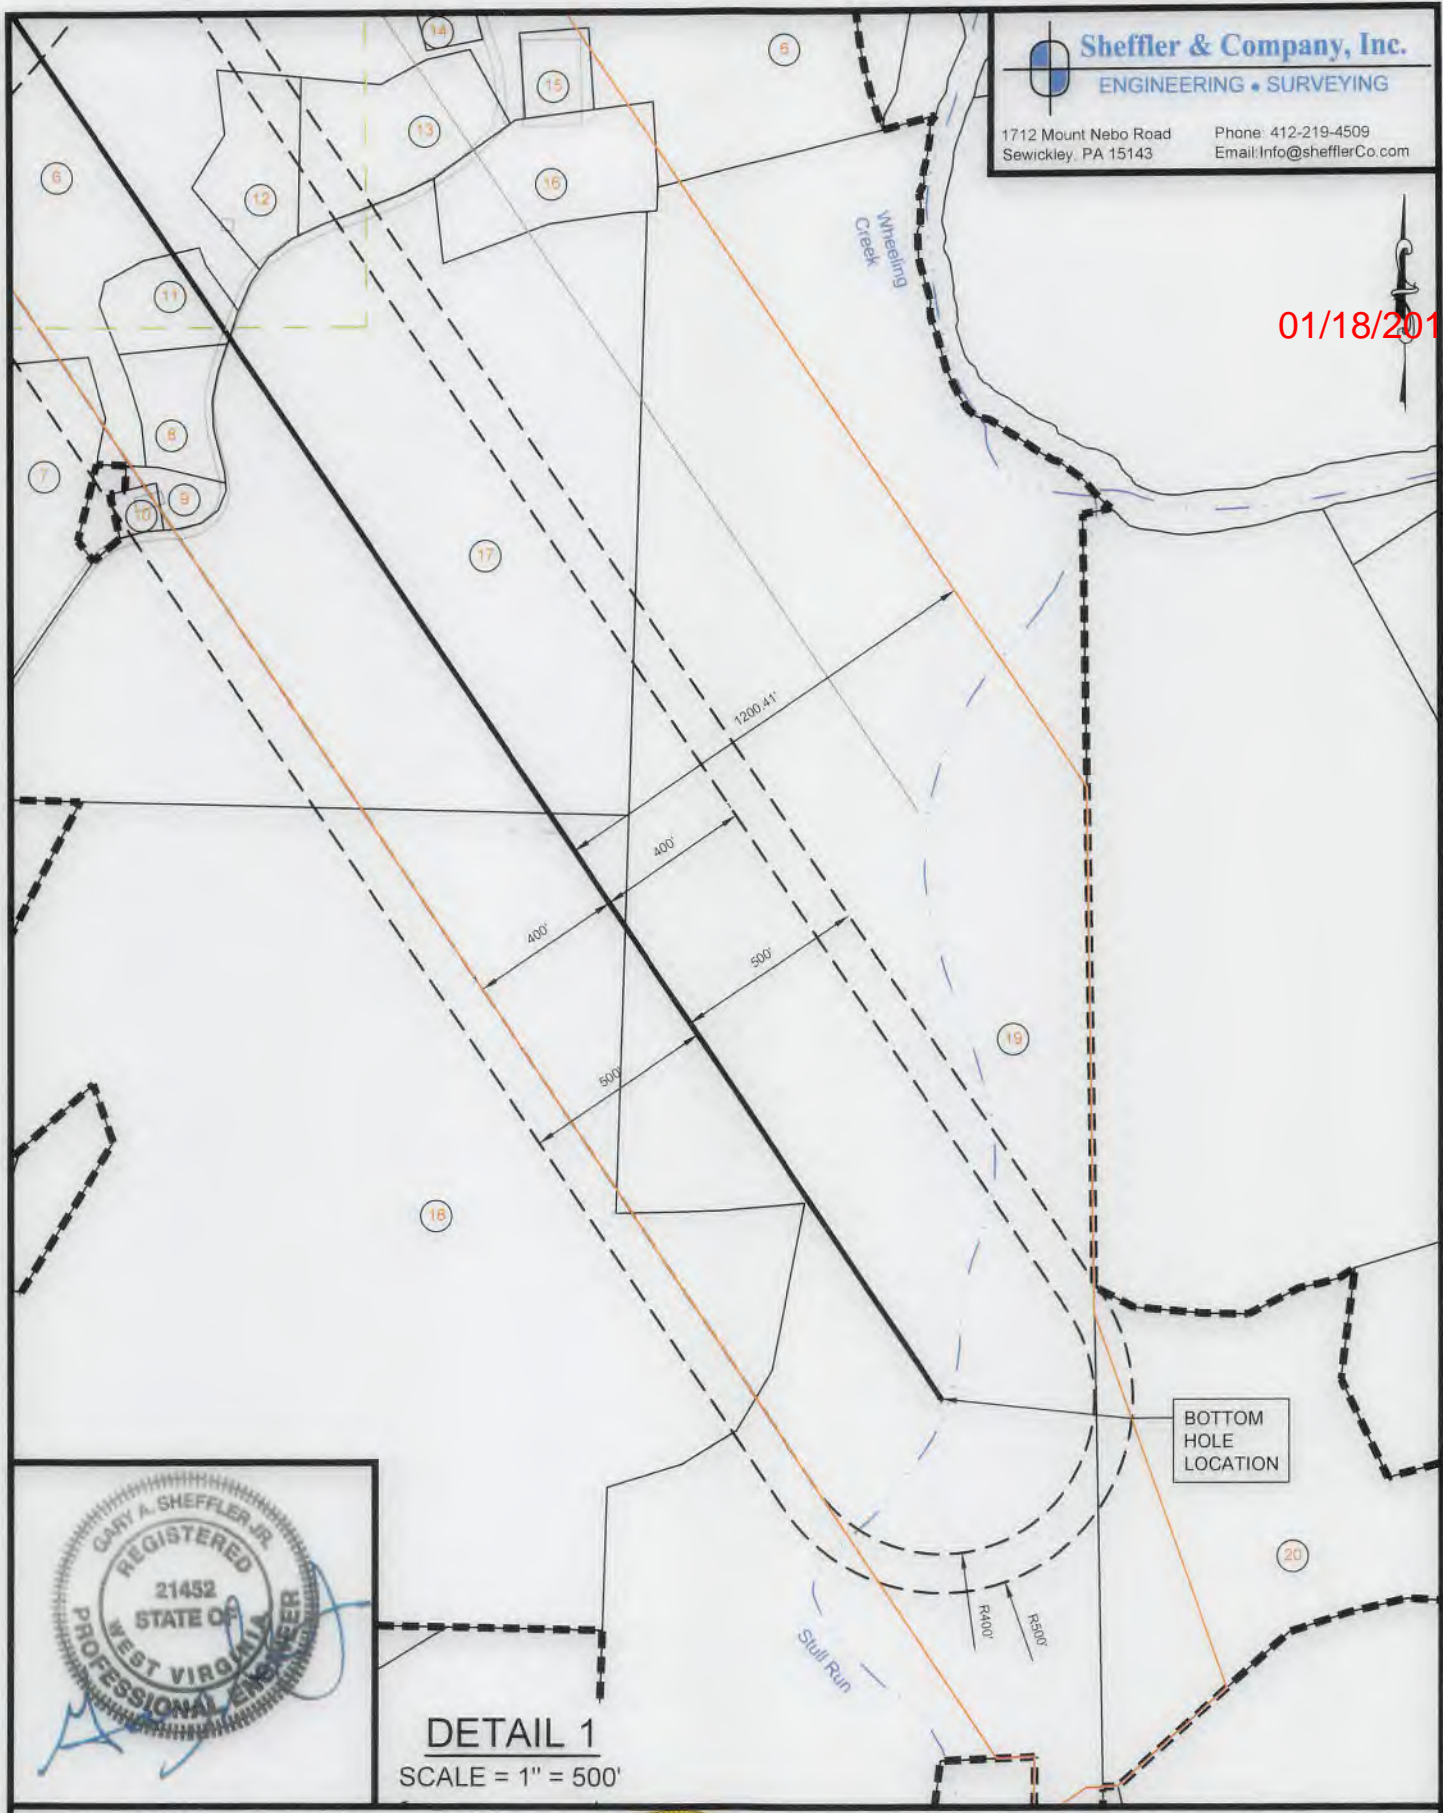 Sheffler & Company, Inc.
ENGINEERING • SURVEYING
1712 Mount Nebo Road
Sewickley, PA 15143
Phone: 412-219-4509
Email:Info@shefflerCo.com
14
6
15
13
6
12
16
Wheeling
Creek
11
01/18/201
8
7
9
10
17
1200.41'
400'
400'
500'
19
500'
18
BOTTOM
HOLE
LOCATION
GARY A. SHEFFLER JR.
REGISTERED
21452
STATE OF
WEST VIRGINIA
PROFESSIONAL ENGINEER
20
R400'
R500'
Stull Run
DETAIL 1
SCALE = 1" = 500'